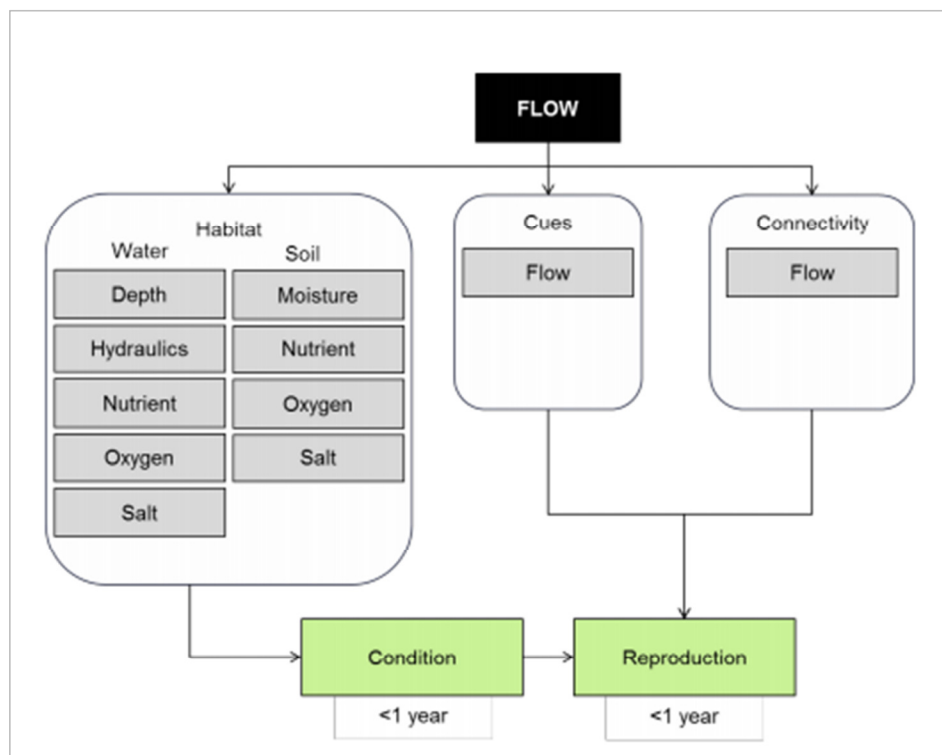 FLOW
Habitat
Water
Soil
Depth
Moisture
Hydraulics
Nutrient
Nutrient
Oxygen
Oxygen
Salt
Salt
Cues
Flow
Connectivity
Flow
Condition
<1 year
Reproduction
<1 year